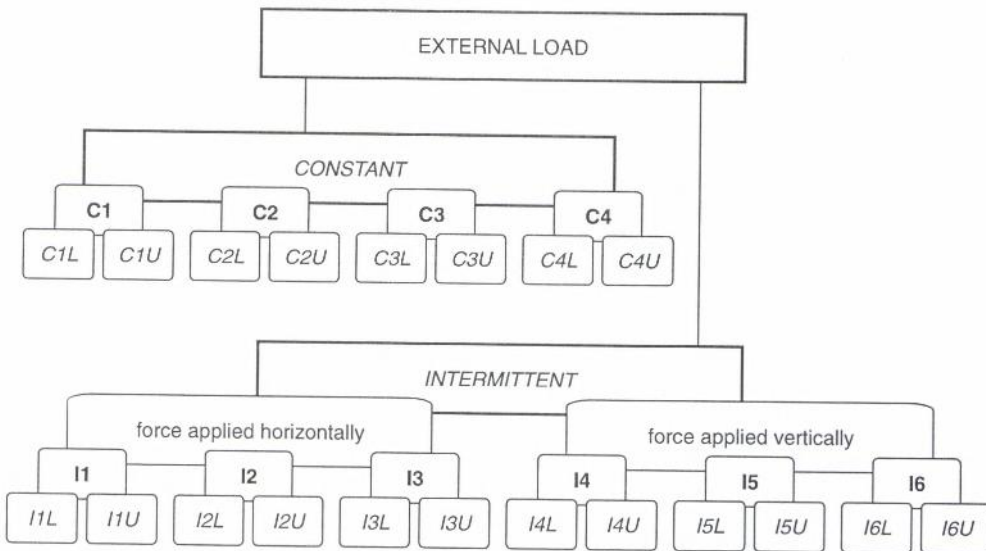 EXTERNAL LOAD
CONSTANT
C1 C2 C3 C4
C1L C1U C2L C2U C3L C3U C4L C4U
INTERMITTENT
force applied horizontally force applied vertically
I1 I2 I3 I4 I5 I6
I1L I1U I2L I2U I3L I3U I4L I4U I5L I5U I6L I6U